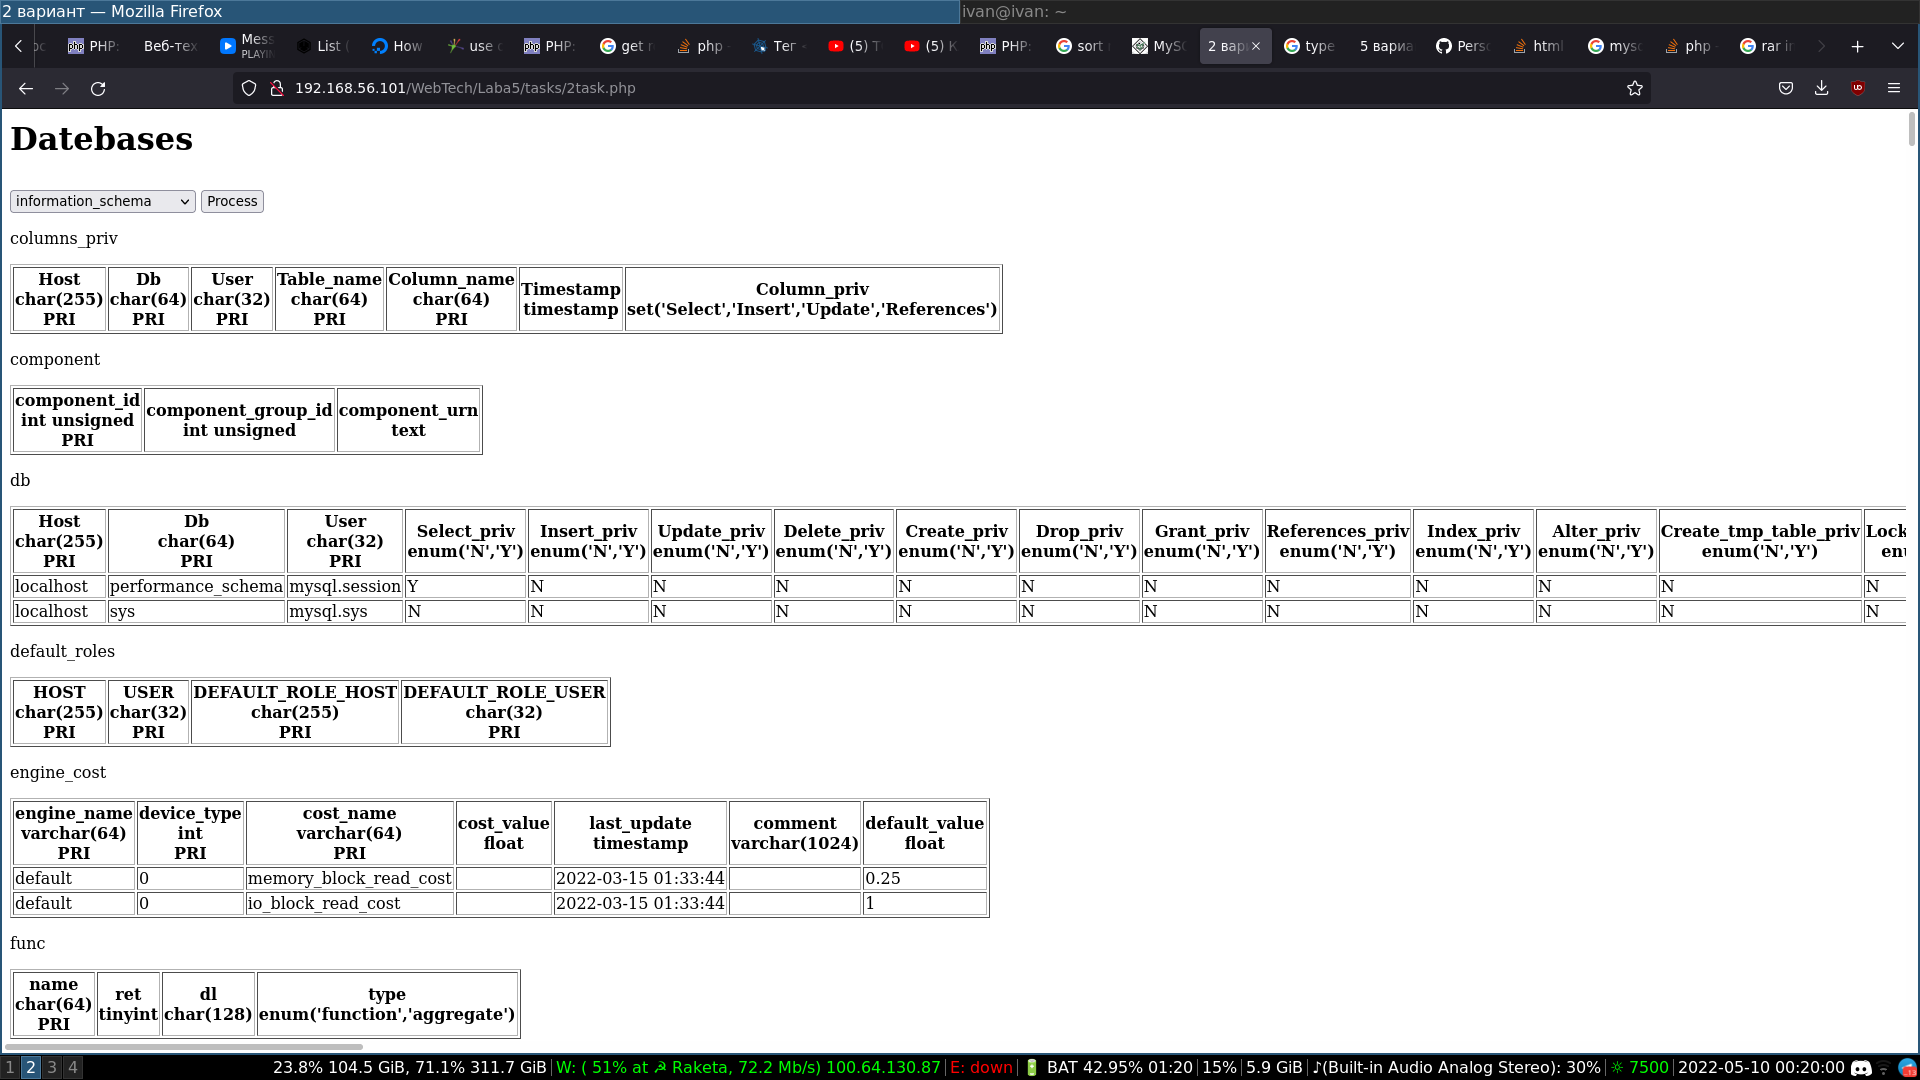 2 вариант — Mozilla Firefox
ivan@ivan: ~
PHP:
Веб-тех
Mess
PLAYIN
List (
How
use c
PHP:
get r
php -
Тег
(5) T
(5) K
PHP:
sort
MySQ
2 вари
type
5 вариа
Perso
html
mysq
php -
rar in
192.168.56.101/WebTech/Laba5/tasks/2task.php
Datebases
information_schema Process
columns_priv
Host Db User Table_name Column_name Timestamp Column_priv
char(255) char(64) char(32) char(64) char(64) timestamp set('Select','Insert','Update','References')
PRI PRI PRI PRI PRI
component
component_id component_group_id component_urn
int unsigned int unsigned text
PRI
db
Host Db User Select_priv Insert_priv Update_priv Delete_priv Create_priv Drop_priv Grant_priv References_priv Index_priv Alter_priv Create_tmp_table_priv Lock
char(255) char(64) char(32) enum('N','Y') enum('N','Y') enum('N','Y') enum('N','Y') enum('N','Y') enum('N','Y') enum('N','Y') enum('N','Y') enum('N','Y') enum('N','Y') enum('N','Y') enu
PRI PRI PRI
localhost performance_schema mysql.session Y N N N N N N N N N N N
localhost sys mysql.sys N N N N N N N N N N N N
default_roles
HOST USER DEFAULT_ROLE_HOST DEFAULT_ROLE_USER
char(255) char(32) char(255) char(32)
PRI PRI PRI PRI
engine_cost
engine_name device_type cost_name cost_value last_update comment default_value
varchar(64) int varchar(64) float timestamp varchar(1024) float
PRI PRI PRI
default 0 memory_block_read_cost 2022-03-15 01:33:44 0.25
default 0 io_block_read_cost 2022-03-15 01:33:44 1
func
name ret dl type
char(64) tinyint char(128) enum('function','aggregate')
PRI
1 2 3 4
23.8% 104.5 GiB, 71.1% 311.7 GiB W: ( 51% at ☭ Raketa, 72.2 Mb/s) 100.64.130.87 E: down 🔋 BAT 42.95% 01:20 15% 5.9 GiB ♪(Built-in Audio Analog Stereo): 30% ☼ 7500 2022-05-10 00:20:00